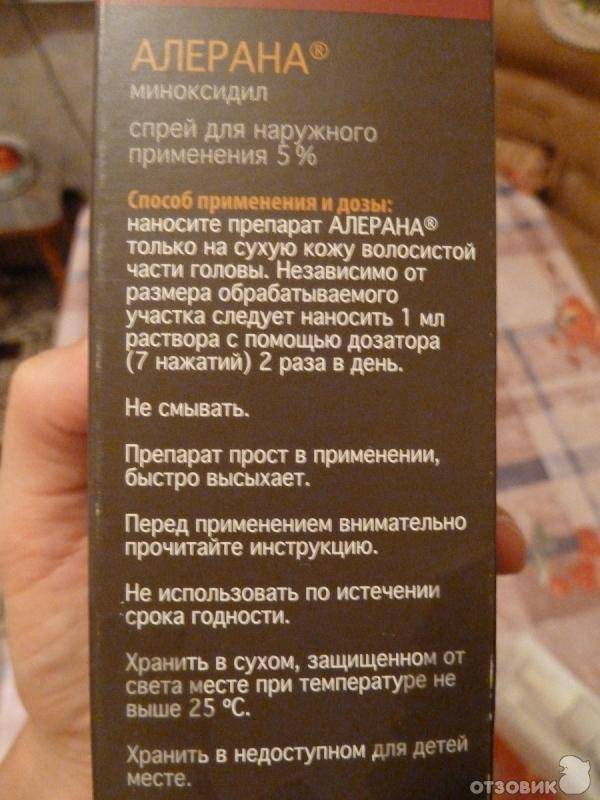 АЛЕРАНА®
миноксидил
спрей для наружного
применения 5 %
Способ применения и дозы:
наносите препарат АЛЕРАНА®
только на сухую кожу волосистой
части головы. Независимо от
размера обрабатываемого
участка следует наносить 1 мл
раствора с помощью дозатора
(7 нажатий) 2 раза в день.
Не смывать.
Препарат прост в применении,
быстро высыхает.
Перед применением внимательно
прочитайте инструкцию.
Не использовать по истечении
срока годности.
Хранить в сухом, защищенном от
света месте при температуре не
выше 25 ºС.
Хранить в недоступном для детей
месте.
отзовик